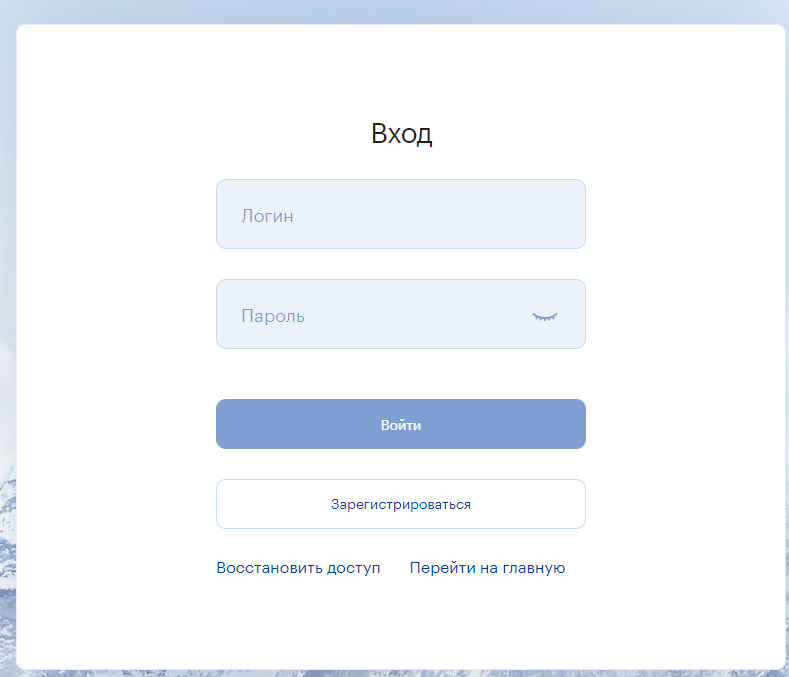 Вход
Логин
Пароль
Войти
Зарегистрироваться
Восстановить доступ Перейти на главную